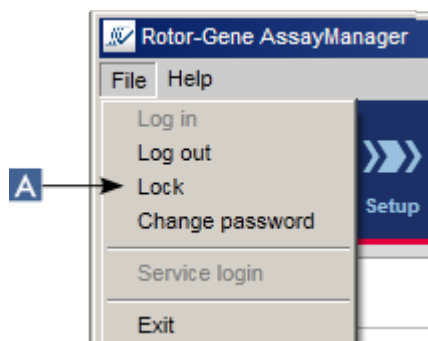 Rotor-Gene AssayManager
File Help
Log in
Log out
A Lock
Setup
Change password
Service login
Exit